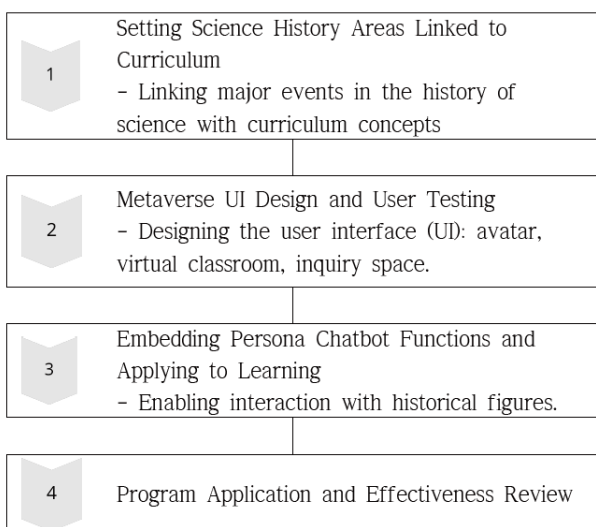 1
Setting Science History Areas Linked to
Curriculum
- Linking major events in the history of
science with curriculum concepts
2
Metaverse UI Design and User Testing
- Designing the user interface (UI): avatar,
virtual classroom, inquiry space.
3
Embedding Persona Chatbot Functions and
Applying to Learning
- Enabling interaction with historical figures.
4
Program Application and Effectiveness Review